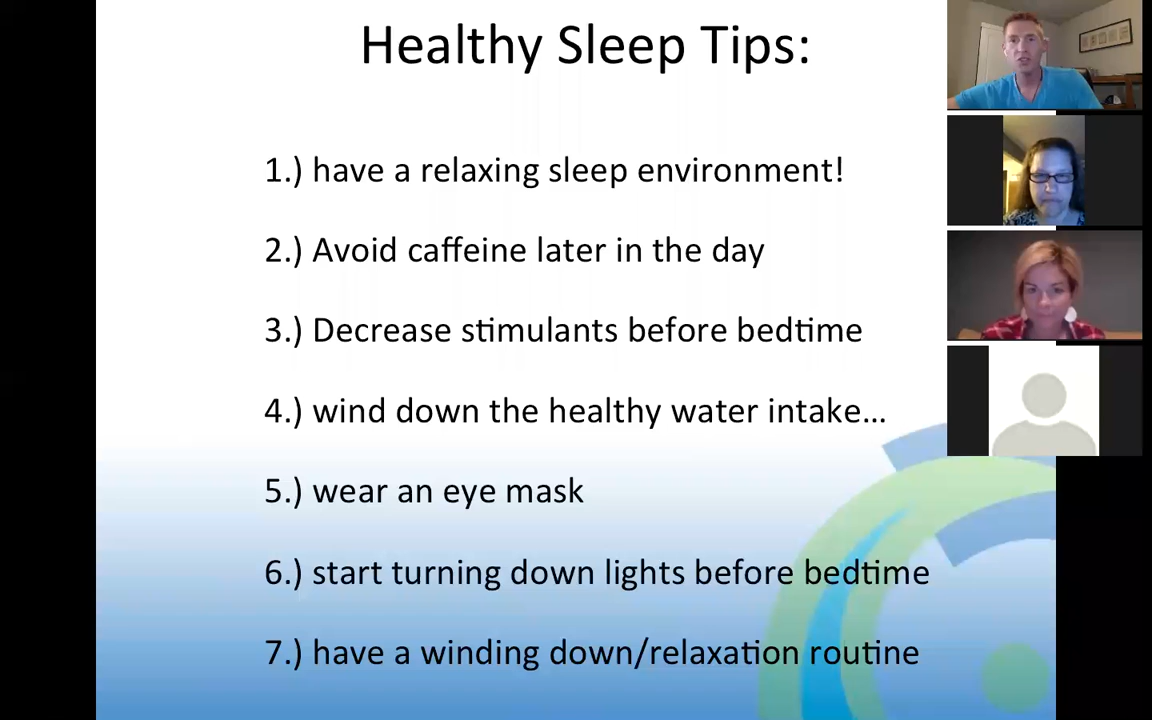 Healthy Sleep Tips:
1.) have a relaxing sleep environment!
2.) Avoid caffeine later in the day
3.) Decrease stimulants before bedtime
4.) wind down the healthy water intake…
5.) wear an eye mask
6.) start turning down lights before bedtime
7.) have a winding down/relaxation routine